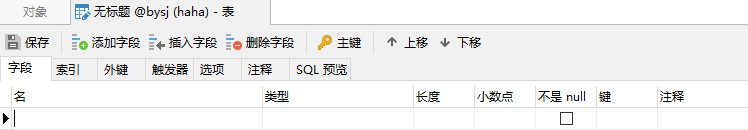 对象 无标题 @bysj (haha) - 表
保存 添加字段 插入字段 删除字段 主键 上移 下移
字段 索引 外键 触发器 选项 注释 SQL 预览
名 类型 长度 小数点 不是 null 键 注释